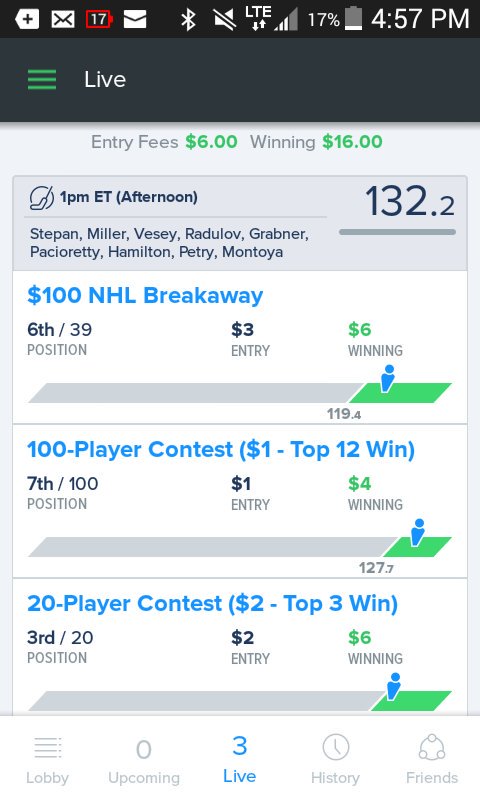 17 LTE 17% 4:57 PM
Live
Entry Fees $6.00 Winning $16.00
1pm ET (Afternoon)
132.2
Stepan, Miller, Vesey, Radulov, Grabner,
Pacioretty, Hamilton, Petry, Montoya
$100 NHL Breakaway
6th / 39 $3 $6
POSITION ENTRY WINNING
119.4
100-Player Contest ($1 - Top 12 Win)
7th / 100 $1 $4
POSITION ENTRY WINNING
127.7
20-Player Contest ($2 - Top 3 Win)
3rd / 20 $2 $6
POSITION ENTRY WINNING
0 3
Lobby Upcoming Live History Friends